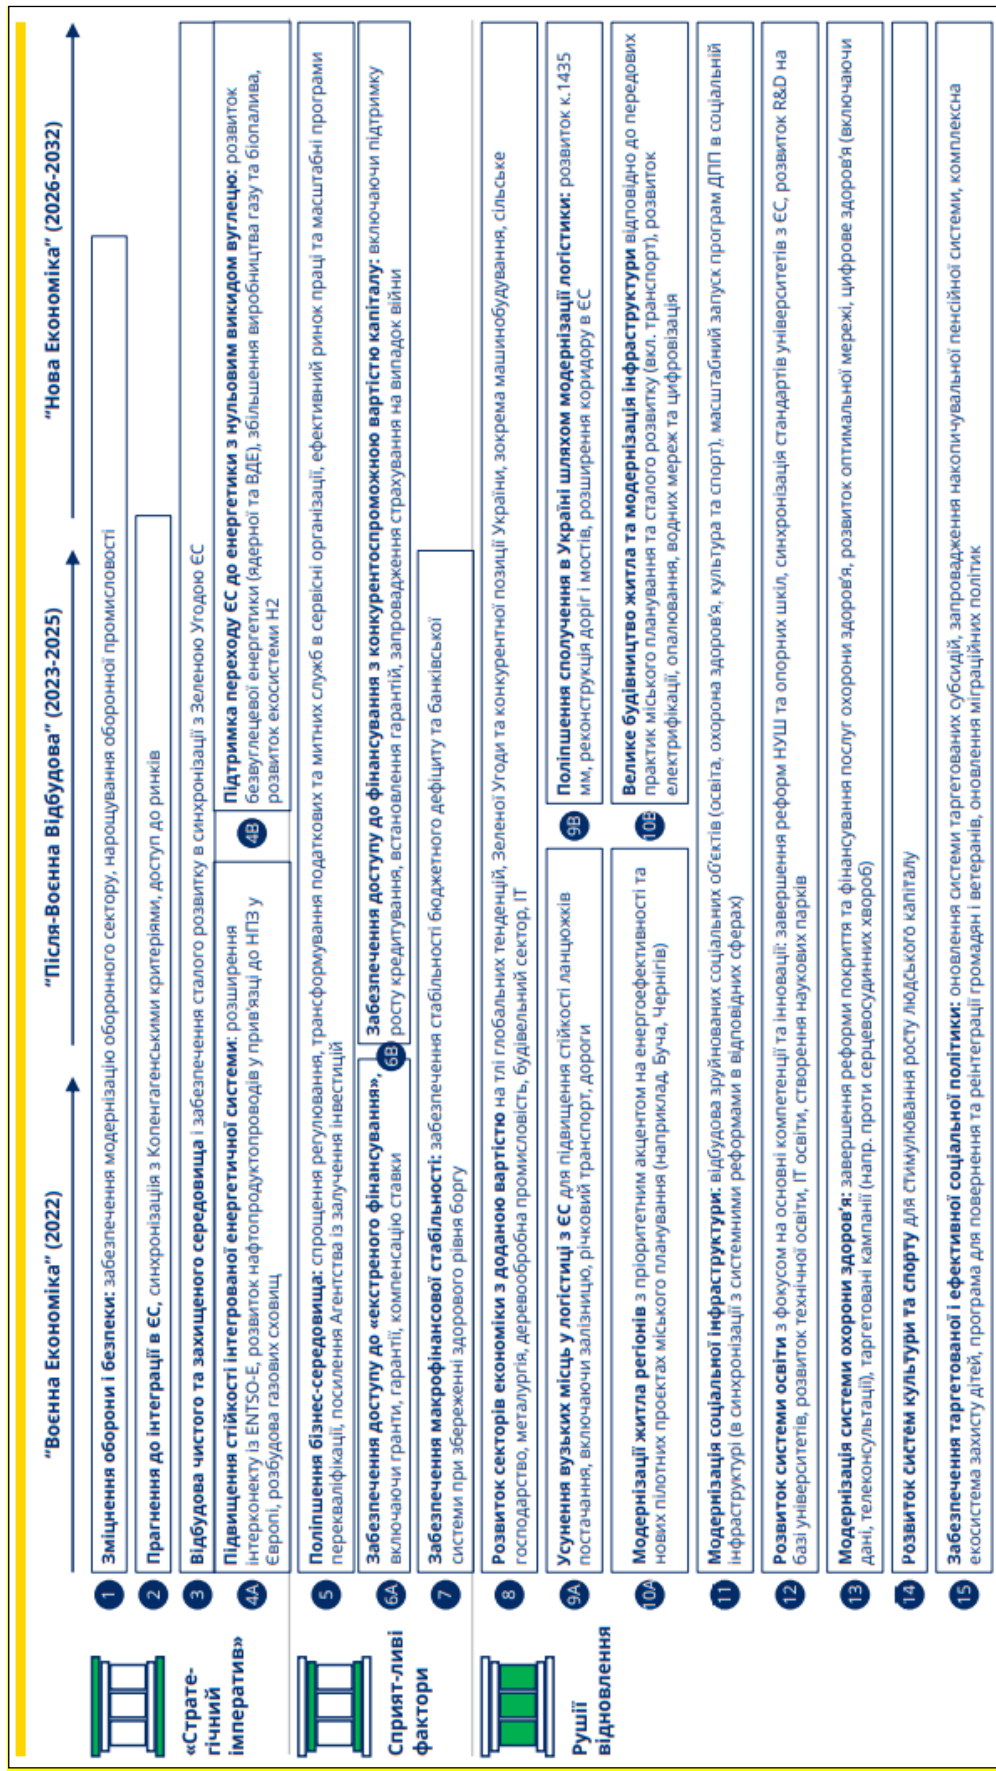 “Воєнна Економіка” (2022)
“Після-Воєнна Відбудова” (2023-2025)
“Нова Економіка” (2026-2032)
«Страте-
гічний
імператив»
1
Зміцнення оборони і безпеки: забезпечення модернізацію оборонного сектору, нарощування оборонної промисловості
2
Прагнення до інтеграції в ЄС, синхронізація з Копенгагенськими критеріями, доступ до ринків
3
Відбудова чистого та захищеного середовища і забезпечення сталого розвитку в синхронізації з Зеленою Угодою ЄС
4A
Підвищення стійкості інтегрованої енергетичної системи: розширення
інтерконекту із ENTSO-E, розвиток нафтопродуктопроводів у прив'язці до НПЗ у
Європі, розбудова газових сховищ
4B
Підтримка переходу ЄС до енергетики з нульовим викидом вуглецю: розвиток
безвуглецевої енергетики (ядерної та ВДЕ), збільшення виробництва газу та біопалива,
розвиток екосистеми H2
Сприят-ливі
фактори
5
Поліпшення бізнес-середовища: спрощення регулювання, трансформування податкових та митних служб в сервісні організації, ефективний ринок праці та масштабні програми
перекваліфікації, посилення Агентства із залучення інвестицій
6A
Забезпечення доступу до «екстреного фінансування»,
включаючи гранти, гарантії, компенсацію ставки
6B
Забезпечення доступу до фінансування з конкурентоспроможною вартістю капіталу: включаючи підтримку
росту кредитування, встановлення гарантій, запровадження страхування на випадок війни
7
Забезпечення макрофінансової стабільності: забезпечення стабільності бюджетного дефіциту та банківської
системи при збереженні здорового рівня боргу
Рушії
відновлення
8
Розвиток секторів економіки з доданою вартістю на тлі глобальних тенденцій, Зеленої Угоди та конкурентної позиції України, зокрема машинобудування, сільське
господарство, металургія, деревообробна промисловість, будівельний сектор, ІТ
9A
Усунення вузьких місць у логістиці з ЄС для підвищення стійкості ланцюжків
постачання, включаючи залізницю, річковий транспорт, дороги
9B
Поліпшення сполучення в Україні шляхом модернізації логістики: розвиток к.1435
мм, реконструкція доріг і мостів, розширення коридору в ЄС
10A
Модернізації житла регіонів з пріоритетним акцентом на енергоефективності та
нових пілотних проєктах міського планування (наприклад, Буча, Чернігів)
10B
Велике будівництво житла та модернізація інфраструктури відповідно до передових
практик міського планування та сталого розвитку (вкл. транспорт), розвиток
електрифікації, опалювання, водних мереж та цифровізація
11
Модернізація соціальної інфраструктури: відбудова зруйнованих соціальних об'єктів (освіта, охорона здоров'я, культура та спорт), масштабний запуск програм ДПП в соціальній
інфраструктурі (в синхронізації з системними реформами в відповідних сферах)
12
Розвиток системи освіти з фокусом на основні компетенції та інновації: завершення реформ НУШ та опорних шкіл, синхронізація стандартів університетів з ЄС, розвиток R&D на
базі університетів, розвиток технічної освіти, ІТ освіти, створення наукових парків
13
Модернізація системи охорони здоров'я: завершення реформи покриття та фінансування послуг охорони здоров'я, розвиток оптимальної мережі, цифрове здоров'я (включаючи
дані, телеконсультації), таргетовані кампанії (напр. проти серцевосудинних хвороб)
14
Розвиток систем культури та спорту для стимулювання росту людського капіталу
15
Забезпечення таргетованої і ефективної соціальної політики: оновлення системи таргетованих субсидій, запровадження накопичувальної пенсійної системи, комплексна
екосистема захисту дітей, програма для повернення та реінтеграції громадян і ветеранів, оновлення міграційних політик